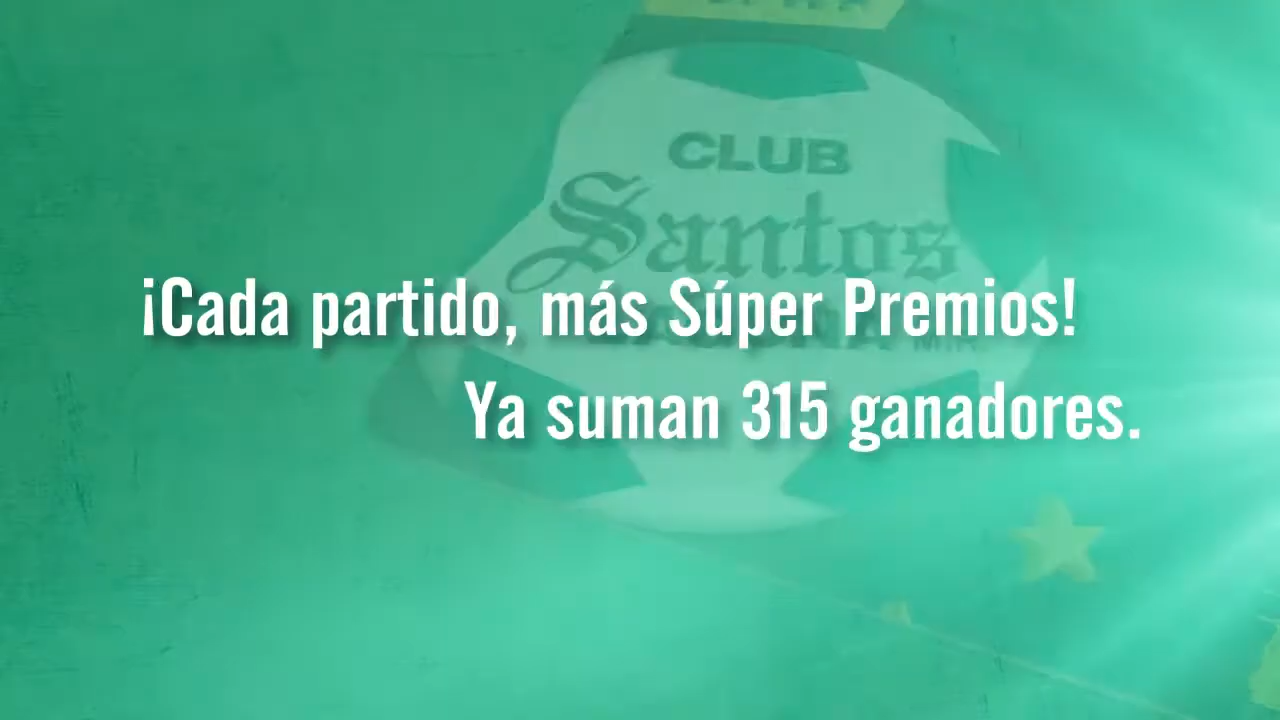 CLUB
Santos
¡Cada partido, más Súper Premios!
Ya suman 315 ganadores.